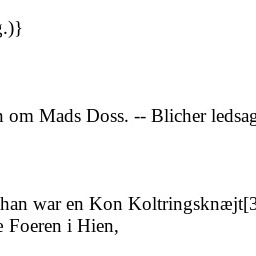 g.)}
n om Mads Doss. -- Blicher ledsag
han war en Kon Koltringsknæjt[3
e Foeren i Hien,